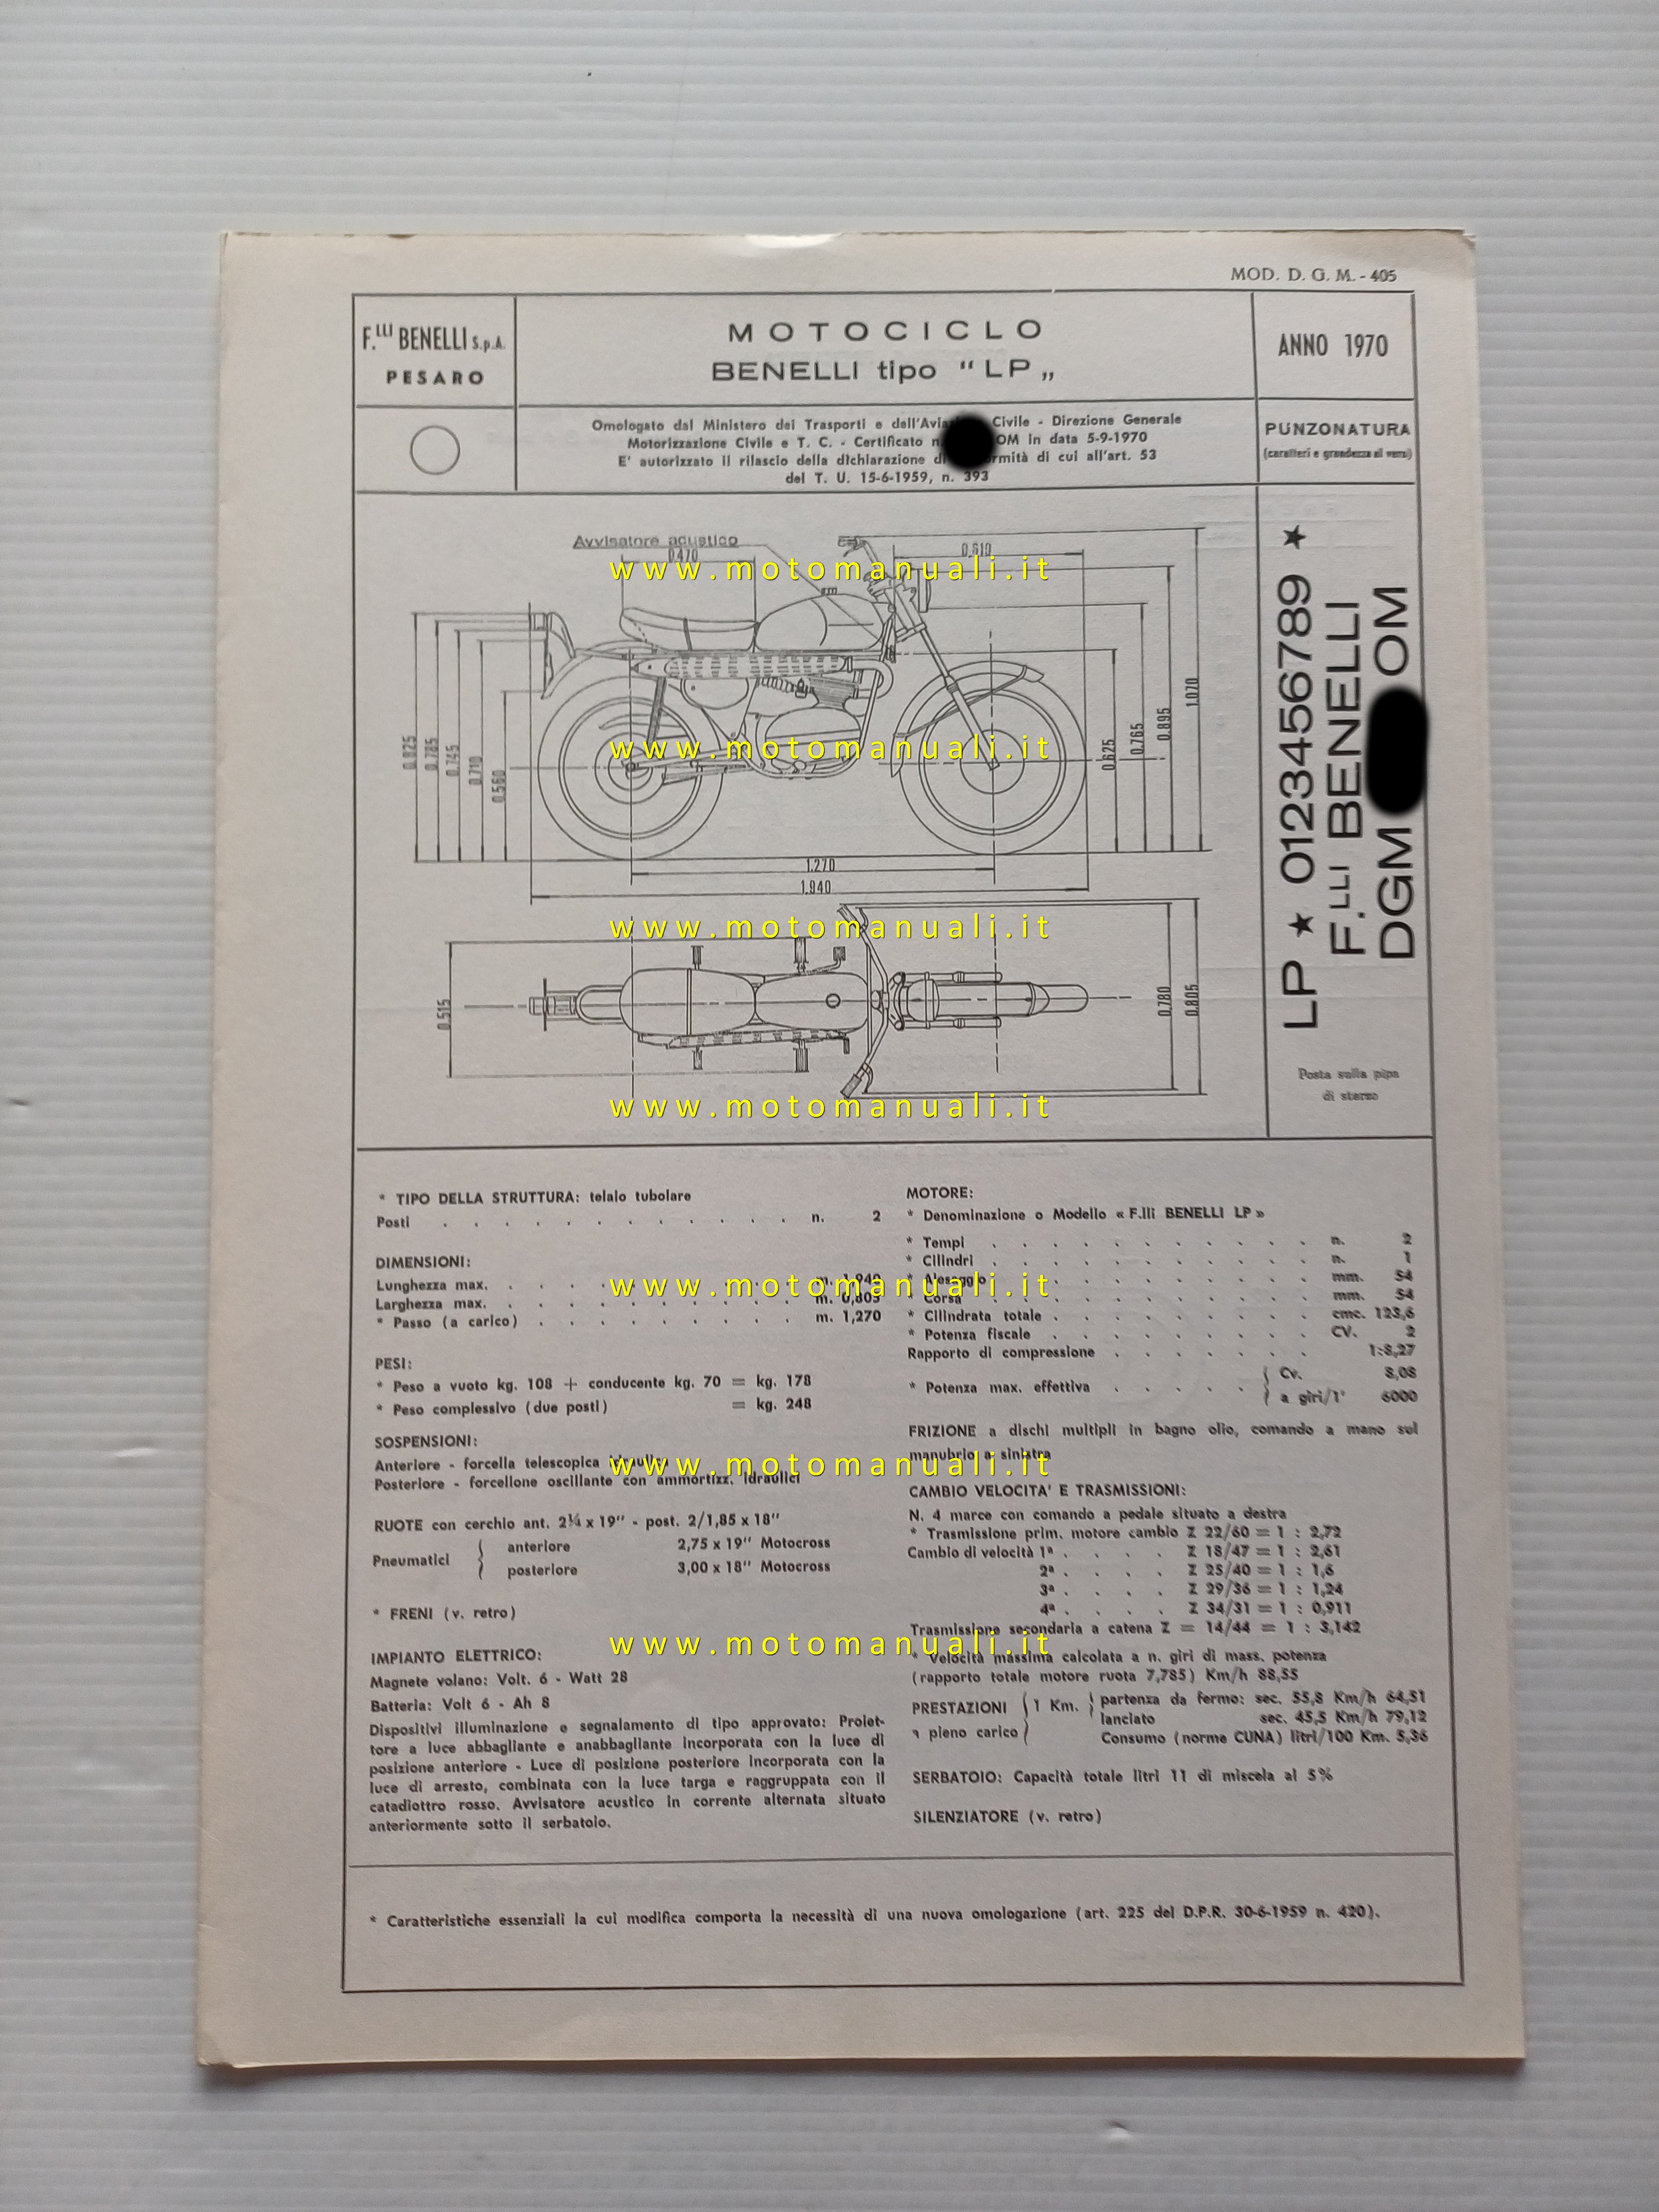 MOD. D. G. M. - 405
F.LLI BENELLI S.p.A.
PESARO
MOTOCICLO
BENELLI tipo “LP„
ANNO 1970
Omologato dal Ministero dei Trasporti e dell'Avia Civile - Direzione Generale
Motorizzazione Civile e T. C. - Certificato n. OM in data 5-9-1970
E' autorizzato il rilascio della dichiarazione di rmità di cui all'art. 53
del T. U. 15-6-1959, n. 393
PUNZONATURA
(caratteri e grandezza al vero)
Avvisatore acustico
0.470
0.610
www.motomanuali.it
0.825
0.785
0.745
0.710
0.560
0.625
0.765
0.895
1.070
www.motomanuali.it
1.270
1.940
www.motomanuali.it
0.515
0.780
0.805
www.motomanuali.it
LP ★ 0123456789 ★
F.LLI BENELLI
DGM OM
Posta sulla pipa
di sterzo
* TIPO DELLA STRUTTURA: telaio tubolare
Posti . . . . . . . . . . . . n. 2
DIMENSIONI:
Lunghezza max. . . . . . . . . . m. 1,940
Larghezza max. . . . . . . . . . m. 0,805
* Passo (a carico) . . . . . . . . m. 1,270
www.motomanuali.it
PESI:
* Peso a vuoto kg. 108 + conducente kg. 70 = kg. 178
* Peso complessivo (due posti) = kg. 248
SOSPENSIONI:
Anteriore - forcella telescopica idraulica
Posteriore - forcellone oscillante con ammortizz. idraulici
www.motomanuali.it
RUOTE con cerchio ant. 2¼ x 19" - post. 2/1,85 x 18"
Pneumatici
anteriore 2,75 x 19" Motocross
posteriore 3,00 x 18" Motocross
* FRENI (v. retro)
IMPIANTO ELETTRICO:
Magnete volano: Volt. 6 - Watt 28
Batteria: Volt 6 - Ah 8
Dispositivi illuminazione e segnalamento di tipo approvato: Proiet-
tore a luce abbagliante e anabbagliante incorporata con la luce di
posizione anteriore - Luce di posizione posteriore incorporata con la
luce di arresto, combinata con la luce targa e raggruppata con il
catadiottro rosso. Avvisatore acustico in corrente alternata situato
anteriormente sotto il serbatoio.
MOTORE:
* Denominazione o Modello « F.lli BENELLI LP »
* Tempi . . . . . . . . . . . n. 2
* Cilindri . . . . . . . . . . . n. 1
* Alesaggio . . . . . . . . . . mm. 54
* Corsa . . . . . . . . . . . mm. 54
* Cilindrata totale . . . . . . . . . cmc. 123,6
* Potenza fiscale . . . . . . . . . CV. 2
Rapporto di compressione . . . . . . . 1:8,27
* Potenza max. effettiva . . . . .
Cv. 8,08
a giri/1' 6000
FRIZIONE a dischi multipli in bagno olio, comando a mano sul
manubrio a sinistra
CAMBIO VELOCITA' E TRASMISSIONI:
N. 4 marce con comando a pedale situato a destra
* Trasmissione prim. motore cambio Z 22/60 = 1 : 2,72
Cambio di velocità 1ª . . . . Z 18/47 = 1 : 2,61
2ª . . . . Z 25/40 = 1 : 1,6
3ª . . . . Z 29/36 = 1 : 1,24
4ª . . . . Z 34/31 = 1 : 0,911
Trasmissione secondaria a catena Z = 14/44 = 1 : 3,142
www.motomanuali.it
* Velocità massima calcolata a n. giri di mass. potenza
(rapporto totale motore ruota 7,785) Km/h 88,55
PRESTAZIONI
a pieno carico
1 Km.
partenza da fermo: sec. 55,8 Km/h 64,51
lanciato sec. 45,5 Km/h 79,12
Consumo (norme CUNA) litri/100 Km. 5,36
SERBATOIO: Capacità totale litri 11 di miscela al 5%
SILENZIATORE (v. retro)
* Caratteristiche essenziali la cui modifica comporta la necessità di una nuova omologazione (art. 225 del D.P.R. 30-6-1959 n. 420).